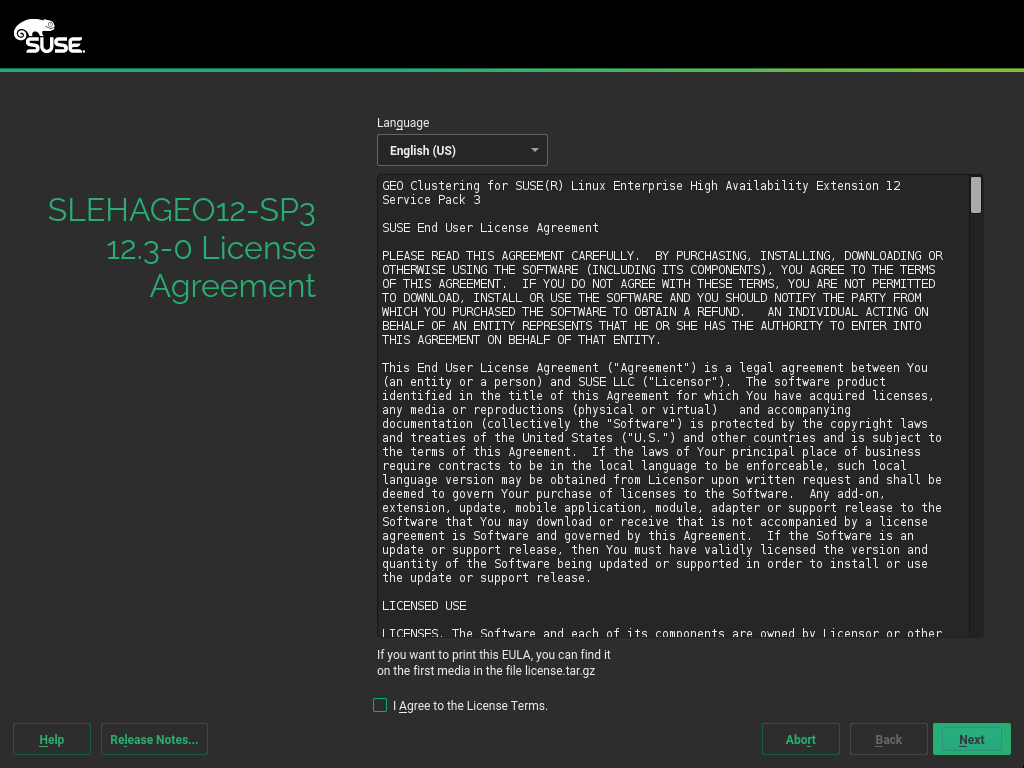 SUSE.
Language
English (US)
SLEHAGEO12-SP3
12.3-0 License
Agreement
GEO Clustering for SUSE(R) Linux Enterprise High Availability Extension 12
Service Pack 3
SUSE End User License Agreement
PLEASE READ THIS AGREEMENT CAREFULLY.  BY PURCHASING, INSTALLING, DOWNLOADING OR
OTHERWISE USING THE SOFTWARE (INCLUDING ITS COMPONENTS), YOU AGREE TO THE TERMS
OF THIS AGREEMENT.  IF YOU DO NOT AGREE WITH THESE TERMS, YOU ARE NOT PERMITTED
TO DOWNLOAD, INSTALL OR USE THE SOFTWARE AND YOU SHOULD NOTIFY THE PARTY FROM
WHICH YOU PURCHASED THE SOFTWARE TO OBTAIN A REFUND.   AN INDIVIDUAL ACTING ON
BEHALF OF AN ENTITY REPRESENTS THAT HE OR SHE HAS THE AUTHORITY TO ENTER INTO
THIS AGREEMENT ON BEHALF OF THAT ENTITY.
This End User License Agreement ("Agreement") is a legal agreement between You
(an entity or a person) and SUSE LLC ("Licensor").  The software product
identified in the title of this Agreement for which You have acquired licenses,
any media or reproductions (physical or virtual)   and accompanying
documentation (collectively the "Software") is protected by the copyright laws
and treaties of the United States ("U.S.") and other countries and is subject to
the terms of this Agreement.  If the laws of Your principal place of business
require contracts to be in the local language to be enforceable, such local
language version may be obtained from Licensor upon written request and shall be
deemed to govern Your purchase of licenses to the Software.  Any add-on,
extension, update, mobile application, module, adapter or support release to the
Software that You may download or receive that is not accompanied by a license
agreement is Software and governed by this Agreement.  If the Software is an
update or support release, then You must have validly licensed the version and
quantity of the Software being updated or supported in order to install or use
the update or support release.
LICENSED USE
LICENSES. The Software and each of its components are owned by Licensor or other
If you want to print this EULA, you can find it
on the first media in the file license.tar.gz
I Agree to the License Terms.
Help
Release Notes...
Abort
Back
Next